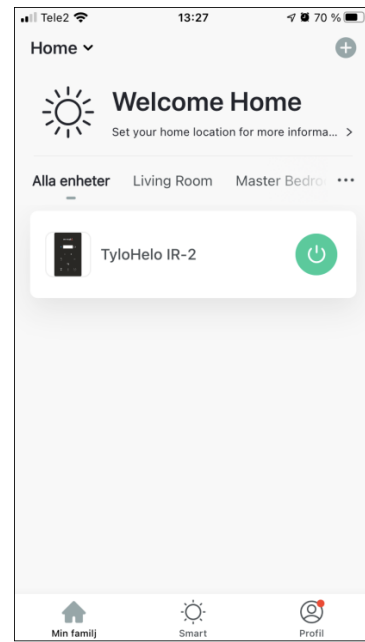 Tele2 13:27 70 %
Home
Welcome Home
Set your home location for more informa...
Alla enheter Living Room Master Bedro
TyloHelo IR-2
Min familj Smart Profil